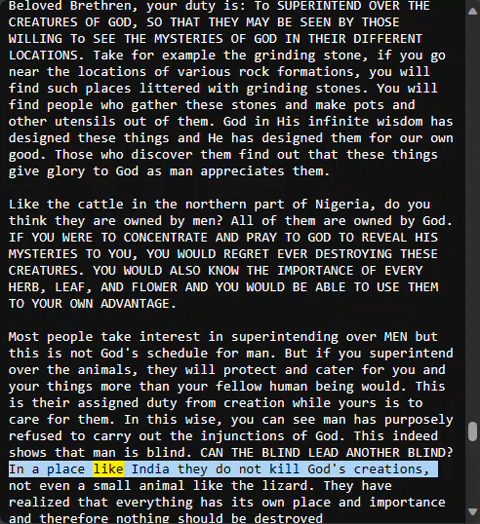 Beloved Brethren, your duty is: To SUPERINTEND OVER THE
CREATURES OF GOD, SO THAT THEY MAY BE SEEN BY THOSE
WILLING To SEE THE MYSTERIES OF GOD IN THEIR DIFFERENT
LOCATIONS. Take for example the grinding stone, if you go
near the locations of various rock formations, you will
find such places littered with grinding stones. You will
find people who gather these stones and make pots and
other utensils out of them. God in His infinite wisdom has
designed these things and He has designed them for our own
good. Those who discover them find out that these things
give glory to God as man appreciates them.

Like the cattle in the northern part of Nigeria, do you
think they are owned by men? All of them are owned by God.
IF YOU WERE TO CONCENTRATE AND PRAY TO GOD TO REVEAL HIS
MYSTERIES TO YOU, YOU WOULD REGRET EVER DESTROYING THESE
CREATURES. YOU WOULD ALSO KNOW THE IMPORTANCE OF EVERY
HERB, LEAF, AND FLOWER AND YOU WOULD BE ABLE TO USE THEM
TO YOUR OWN ADVANTAGE.

Most people take interest in superintending over MEN but
this is not God's schedule for man. But if you superintend
over the animals, they will protect and cater for you and
your things more than your fellow human being would. This
is their assigned duty from creation while yours is to
care for them. In this wise, you can see man has purposely
refused to carry out the injunctions of God. This indeed
shows that man is blind. CAN THE BLIND LEAD ANOTHER BLIND?
In a place like India they do not kill God's creations,
not even a small animal like the lizard. They have
realized that everything has its own place and importance
and therefore nothing should be destroyed